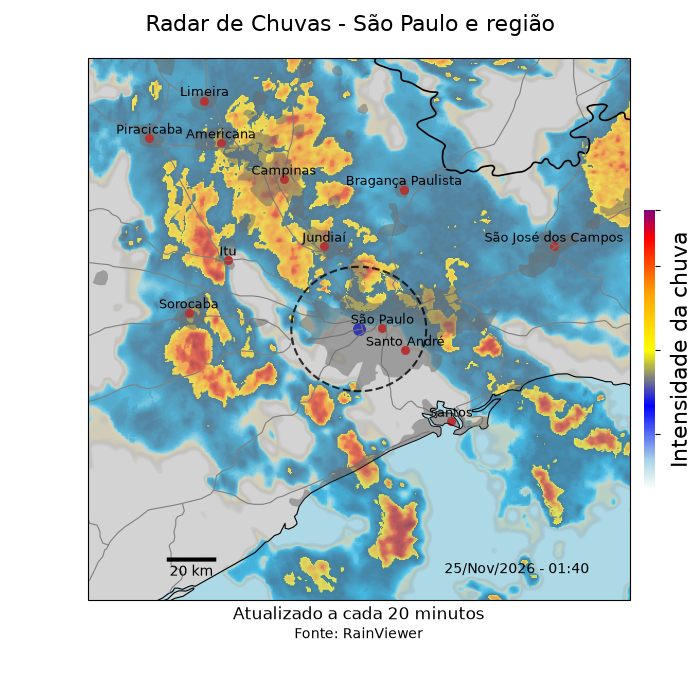 Radar de Chuvas - São Paulo e região
Limeira
Piracicaba
Americana
Campinas
Bragança Paulista
Jundiaí
São José dos Campos
Itu
Sorocaba
São Paulo
Santo André
Santos
Intensidade da chuva
25/Nov/2026 - 01:40
20 km
Atualizado a cada 20 minutos
Fonte: RainViewer